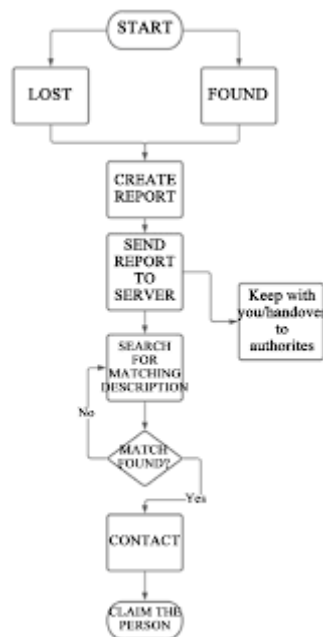 START
LOST
FOUND
CREATE
REPORT
SEND
REPORT
TO
SERVER
Keep with
you/handover
to
authorites
SEARCH
FOR
MATCHING
DESCRIPTION
No
MATCH
FOUND?
Yes
CONTACT
CLAIM THE
PERSON